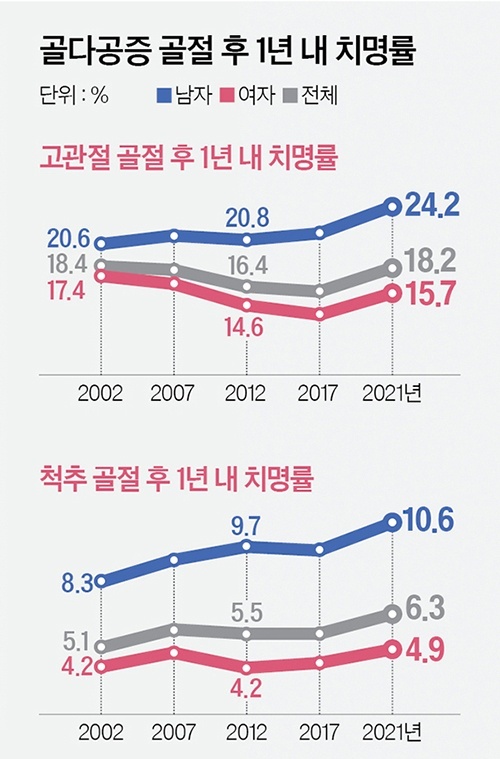 골다공증 골절 후 1년 내 치명률
단위 : % 남자 여자 전체
고관절 골절 후 1년 내 치명률
20.6 20.8 24.2
18.4 16.4 18.2
17.4 14.6 15.7
2002 2007 2012 2017 2021년
척추 골절 후 1년 내 치명률
8.3 9.7 10.6
5.1 5.5 6.3
4.2 4.2 4.9
2002 2007 2012 2017 2021년